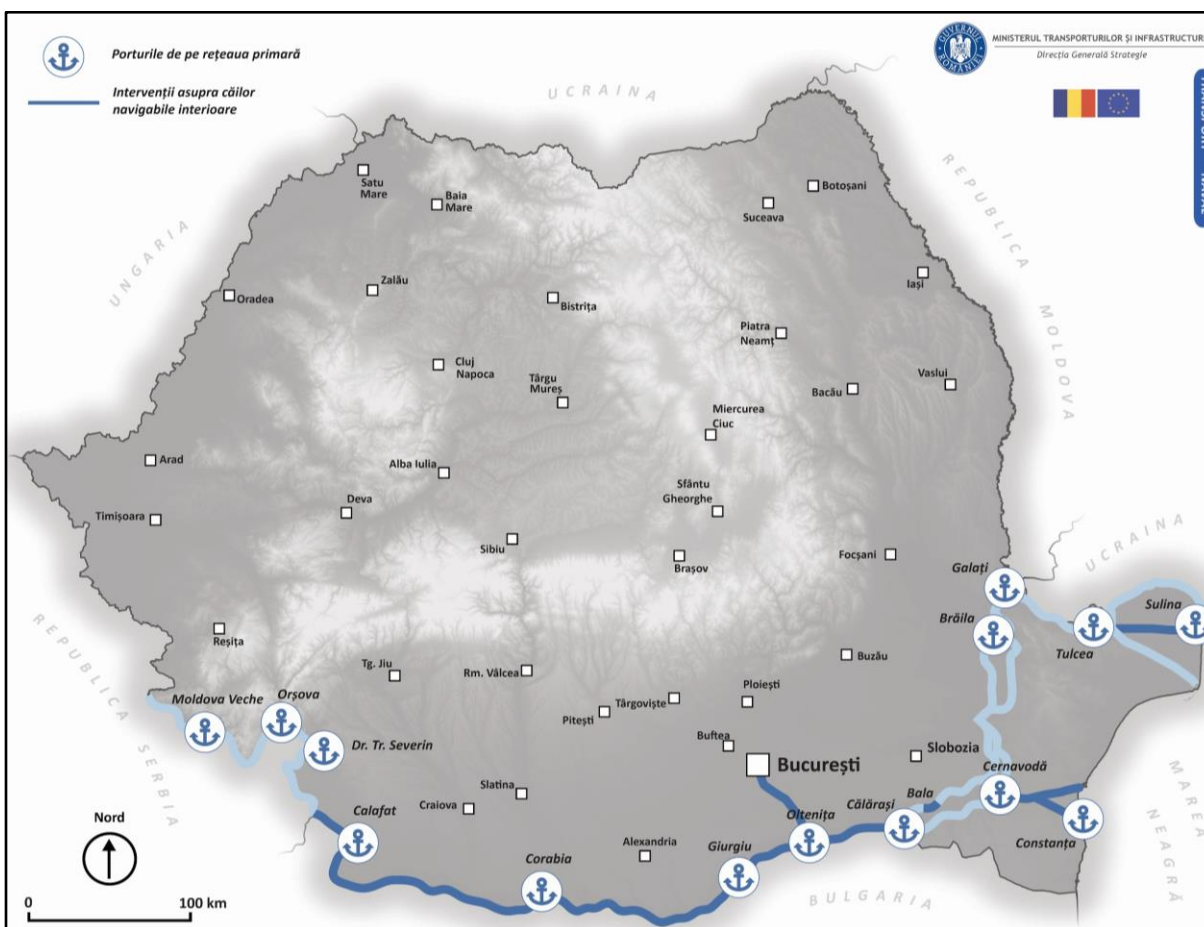 Porturile de pe rețeaua primară
Intervenții asupra căilor
navigabile interioare
MINISTERUL TRANSPORTURILOR ȘI INFRASTRUCTURII
Direcția Generală Strategie
GUVERNUL
ROMÂNIEI
UCRAINA
REPUBLICA
MOLDOVA
UNGARIA
Satu
Mare
Baia
Mare
Botoșani
Suceava
Iași
Zalău
Oradea
Bistrița
Piatra
Neamț
Cluj
Napoca
Târgu
Mureș
Bacău
Vaslui
Miercurea
Ciuc
Arad
Alba Iulia
Sfântu
Gheorghe
Deva
Timișoara
Sibiu
Brașov
Focșani
UCRAINA
Galați
Sulina
Brăila
Tulcea
Reșița
REPUBLICA
SERBIA
Tg. Jiu
Rm. Vâlcea
Buzău
Moldova Veche
Orșova
Ploiești
Târgoviște
Pitești
Dr. Tr. Severin
Buftea
București
Slobozia
Cernavodă
Slatina
Craiova
Calafat
Bala
Călărași
Oltenița
Constanța
MAREA
NEAGRĂ
Nord
Alexandria
Giurgiu
Corabia
BULGARIA
0
100 km